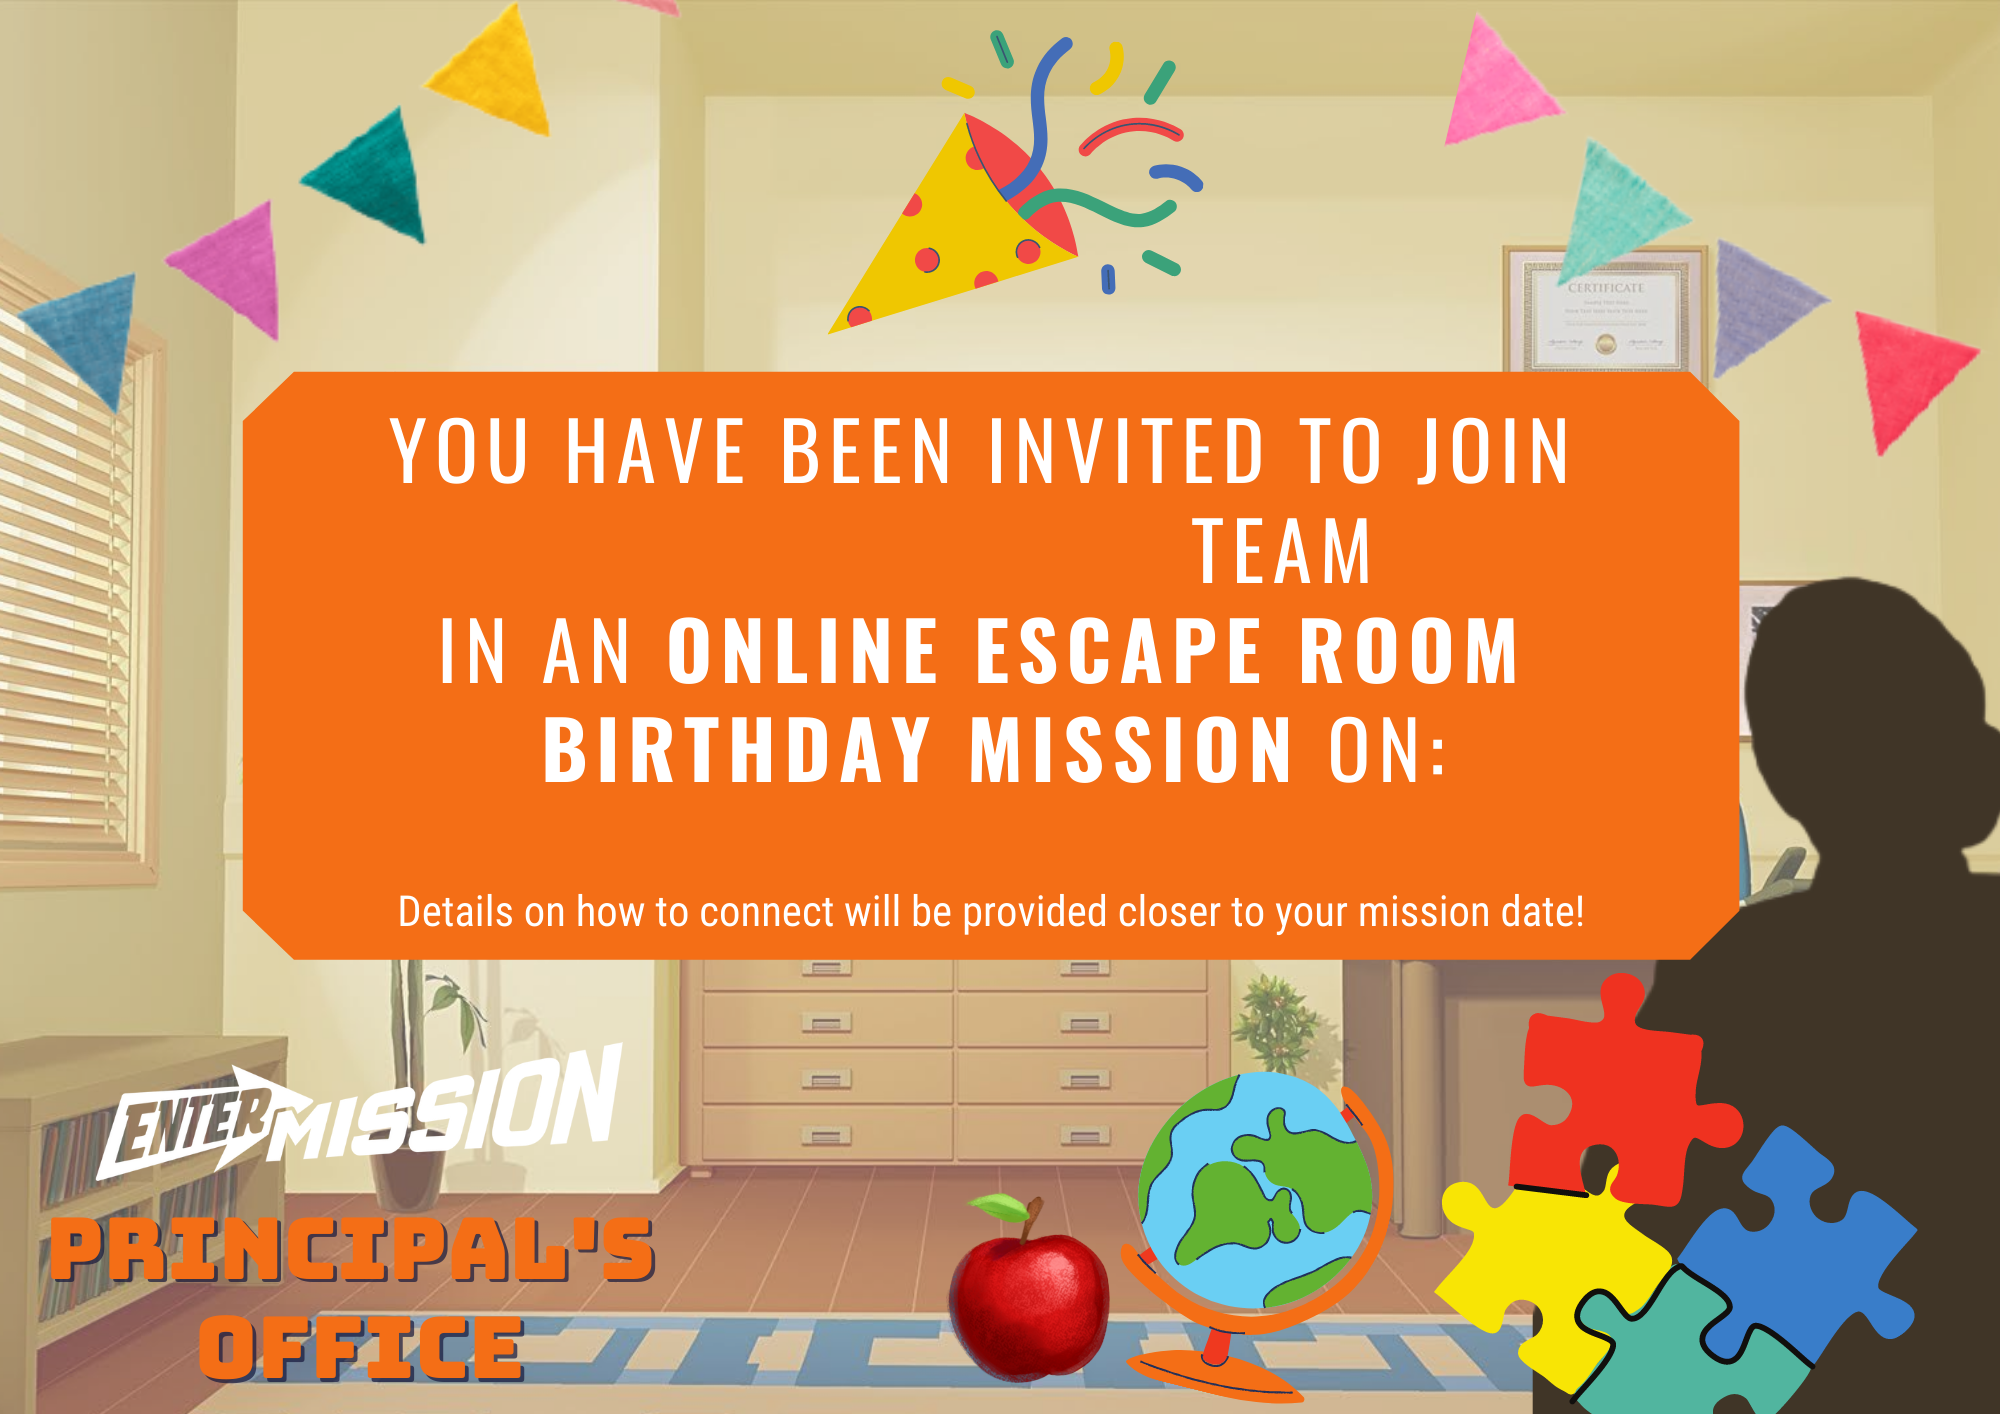 CERTIFICATE
YOU HAVE BEEN INVITED TO JOIN
TEAM
IN AN ONLINE ESCAPE ROOM
BIRTHDAY MISSION ON:
Details on how to connect will be provided closer to your mission date!
ENTER MISSION
PRINCIPAL'S
OFFICE